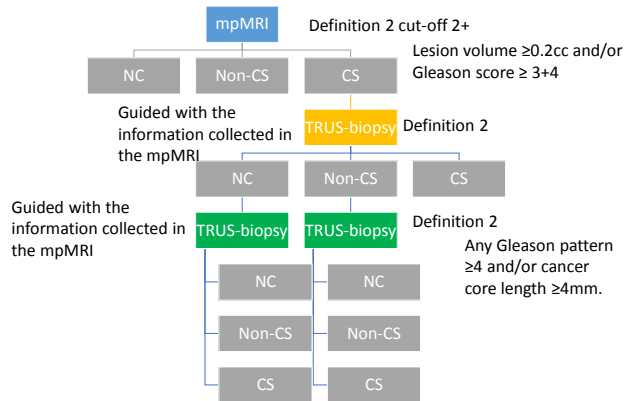 mpMRI
Definition 2 cut-off 2+
Lesion volume ≥0.2cc and/or
Gleason score ≥ 3+4
NC
Non-CS
CS
Guided with the
information collected in
the mpMRI
TRUS-biopsy
Definition 2
NC
Non-CS
CS
Guided with the
information collected in
the mpMRI
TRUS-biopsy
TRUS-biopsy
Definition 2
Any Gleason pattern
≥4 and/or cancer
core length ≥4mm.
NC
NC
Non-CS
Non-CS
CS
CS